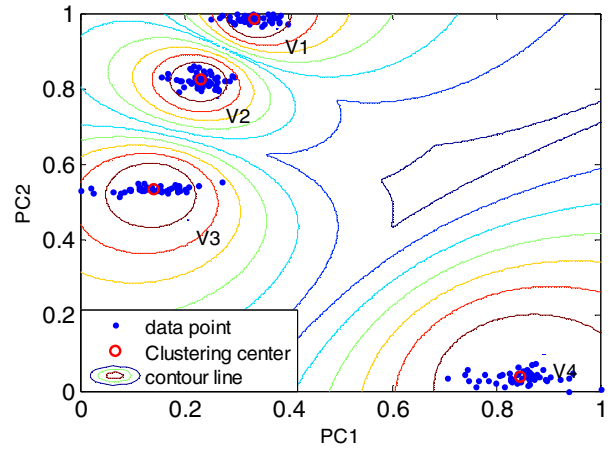 1
0.8
0.6
0.4
0.2
0
PC2
V1
V2
V3
V4
data point
Clustering center
contour line
0
0.2
0.4
0.6
0.8
1
PC1